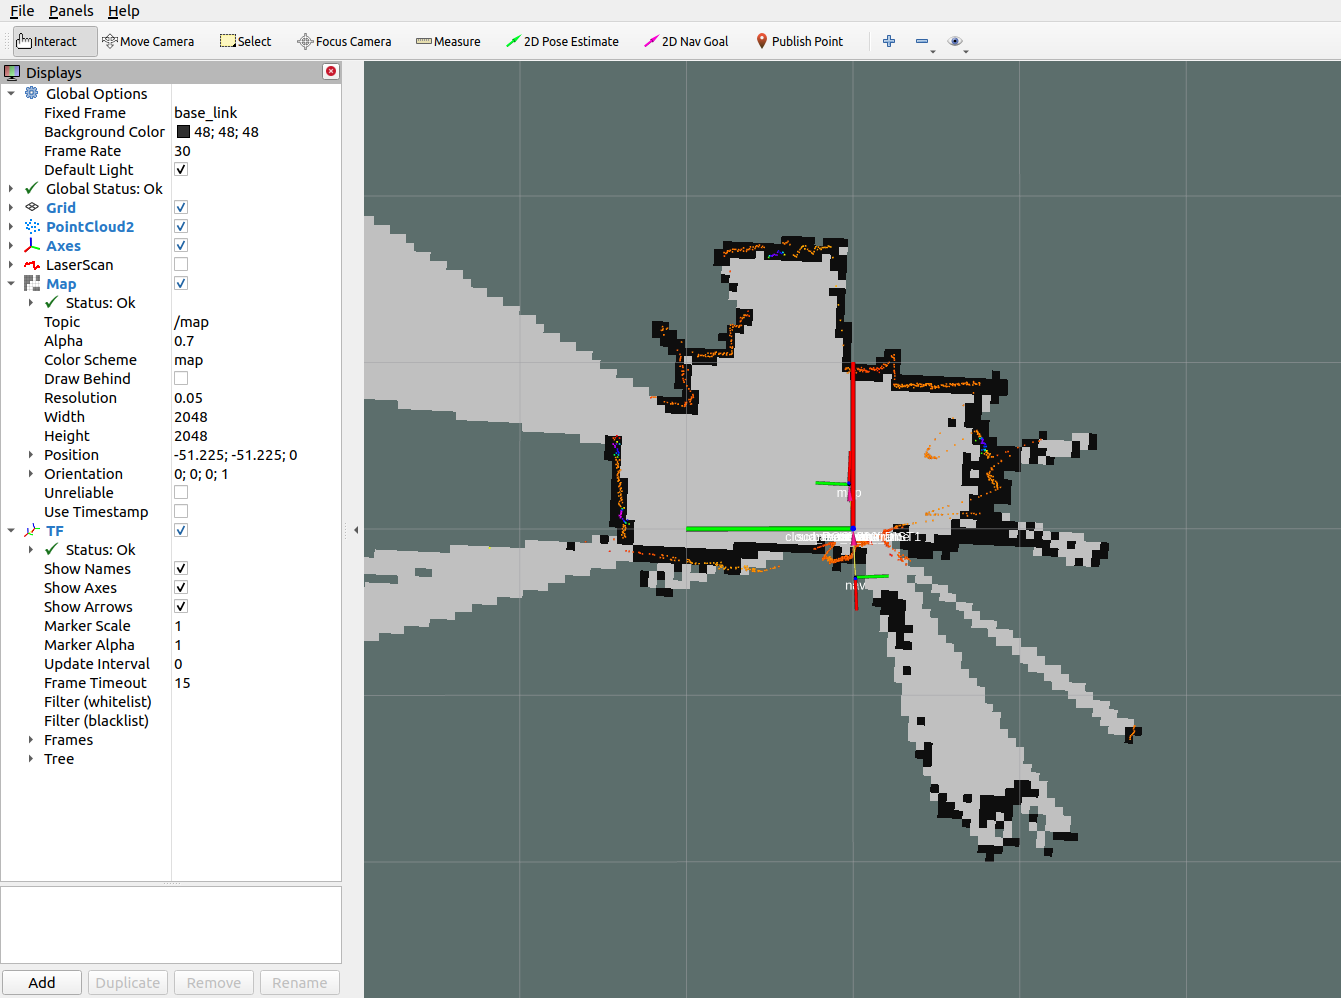 File Panels Help
Interact Move Camera Select Focus Camera Measure 2D Pose Estimate 2D Nav Goal Publish Point
Displays
Global Options
Fixed Frame base_link
Background Color 48; 48; 48
Frame Rate 30
Default Light
Global Status: Ok
Grid
PointCloud2
Axes
LaserScan
Map
Status: Ok
Topic /map
Alpha 0.7
Color Scheme map
Draw Behind
Resolution 0.05
Width 2048
Height 2048
Position -51.225; -51.225; 0
Orientation 0; 0; 0; 1
Unreliable
Use Timestamp
TF
Status: Ok
Show Names
Show Axes
Show Arrows
Marker Scale 1
Marker Alpha 1
Update Interval 0
Frame Timeout 15
Filter (whitelist)
Filter (blacklist)
Frames
Tree
Add Duplicate Remove Rename
map
nav